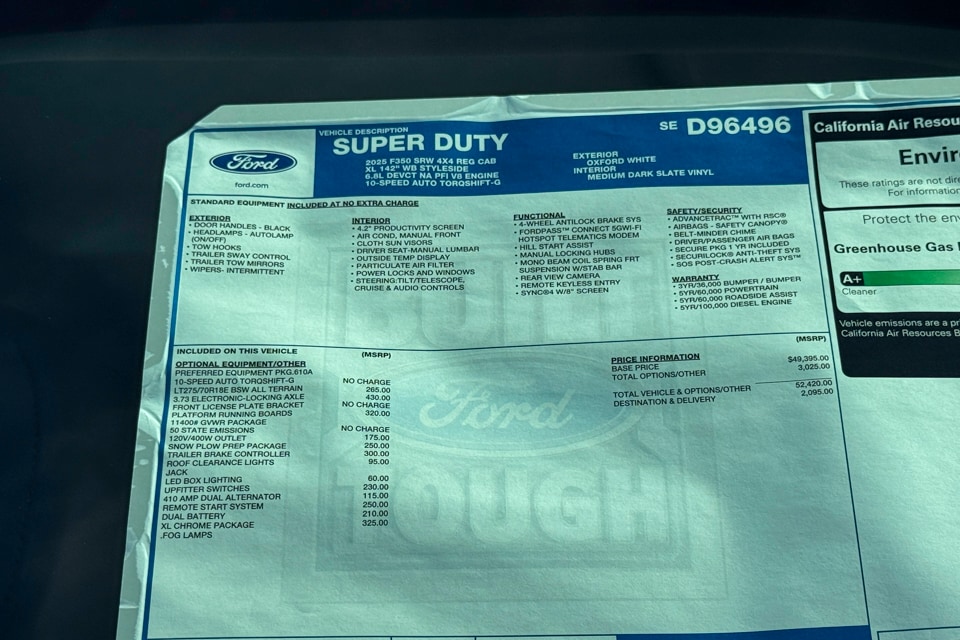 Ford
ford.com
VEHICLE DESCRIPTION
SUPER DUTY
2025 F350 SRW 4X4 REG CAB
XL 142" WB STYLESIDE
6.8L DEVCT NA PFI V8 ENGINE
10-SPEED AUTO TORQSHIFT-G
EXTERIOR
OXFORD WHITE
INTERIOR
MEDIUM DARK SLATE VINYL
SE D96496
STANDARD EQUIPMENT INCLUDED AT NO EXTRA CHARGE
EXTERIOR
• DOOR HANDLES - BLACK
• HEADLAMPS - AUTOLAMP
(ON/OFF)
• TOW HOOKS
• TRAILER SWAY CONTROL
• TRAILER TOW MIRRORS
• WIPERS- INTERMITTENT
INTERIOR
• 4.2" PRODUCTIVITY SCREEN
• AIR COND, MANUAL FRONT
• CLOTH SUN VISORS
• DRIVER SEAT-MANUAL LUMBAR
• OUTSIDE TEMP DISPLAY
• PARTICULATE AIR FILTER
• POWER LOCKS AND WINDOWS
• STEERING:TILT/TELESCOPE,
CRUISE & AUDIO CONTROLS
FUNCTIONAL
• 4-WHEEL ANTILOCK BRAKE SYS
• FORDPASS™ CONNECT 5GWI-FI
HOTSPOT TELEMATICS MODEM
• HILL START ASSIST
• MANUAL LOCKING HUBS
• MONO BEAM COIL SPRING FRT
SUSPENSION W/STAB BAR
• REAR VIEW CAMERA
• REMOTE KEYLESS ENTRY
• SYNC®4 W/8" SCREEN
SAFETY/SECURITY
• ADVANCETRAC™ WITH RSC®
• AIRBAGS - SAFETY CANOPY®
• BELT-MINDER CHIME
• DRIVER/PASSENGER AIR BAGS
• SECURE PKG 1 YR INCLUDED
• SECURILOCK® ANTI-THEFT SYS
• SOS POST-CRASH ALERT SYS™
WARRANTY
• 3YR/36,000 BUMPER / BUMPER
• 5YR/60,000 POWERTRAIN
• 5YR/60,000 ROADSIDE ASSIST
• 5YR/100,000 DIESEL ENGINE
INCLUDED ON THIS VEHICLE
(MSRP)
OPTIONAL EQUIPMENT/OTHER
PREFERRED EQUIPMENT PKG.610A
10-SPEED AUTO TORQSHIFT-G NO CHARGE
LT275/70R18E BSW ALL TERRAIN 265.00
3.73 ELECTRONIC-LOCKING AXLE 430.00
FRONT LICENSE PLATE BRACKET NO CHARGE
PLATFORM RUNNING BOARDS 320.00
11400# GVWR PACKAGE
50 STATE EMISSIONS NO CHARGE
120V/400W OUTLET 175.00
SNOW PLOW PREP PACKAGE 250.00
TRAILER BRAKE CONTROLLER 300.00
ROOF CLEARANCE LIGHTS 95.00
JACK
LED BOX LIGHTING 60.00
UPFITTER SWITCHES 230.00
410 AMP DUAL ALTERNATOR 115.00
REMOTE START SYSTEM 250.00
DUAL BATTERY 210.00
XL CHROME PACKAGE 325.00
.FOG LAMPS
(MSRP)
PRICE INFORMATION
BASE PRICE $49,395.00
TOTAL OPTIONS/OTHER 3,025.00
TOTAL VEHICLE & OPTIONS/OTHER 52,420.00
DESTINATION & DELIVERY 2,095.00
BUILT
Ford
TOUGH
California Air Resou
Envir
These ratings are not dire
For information
Protect the env
Greenhouse Gas
A+
Cleaner
Vehicle emissions are a pr
California Air Resources B